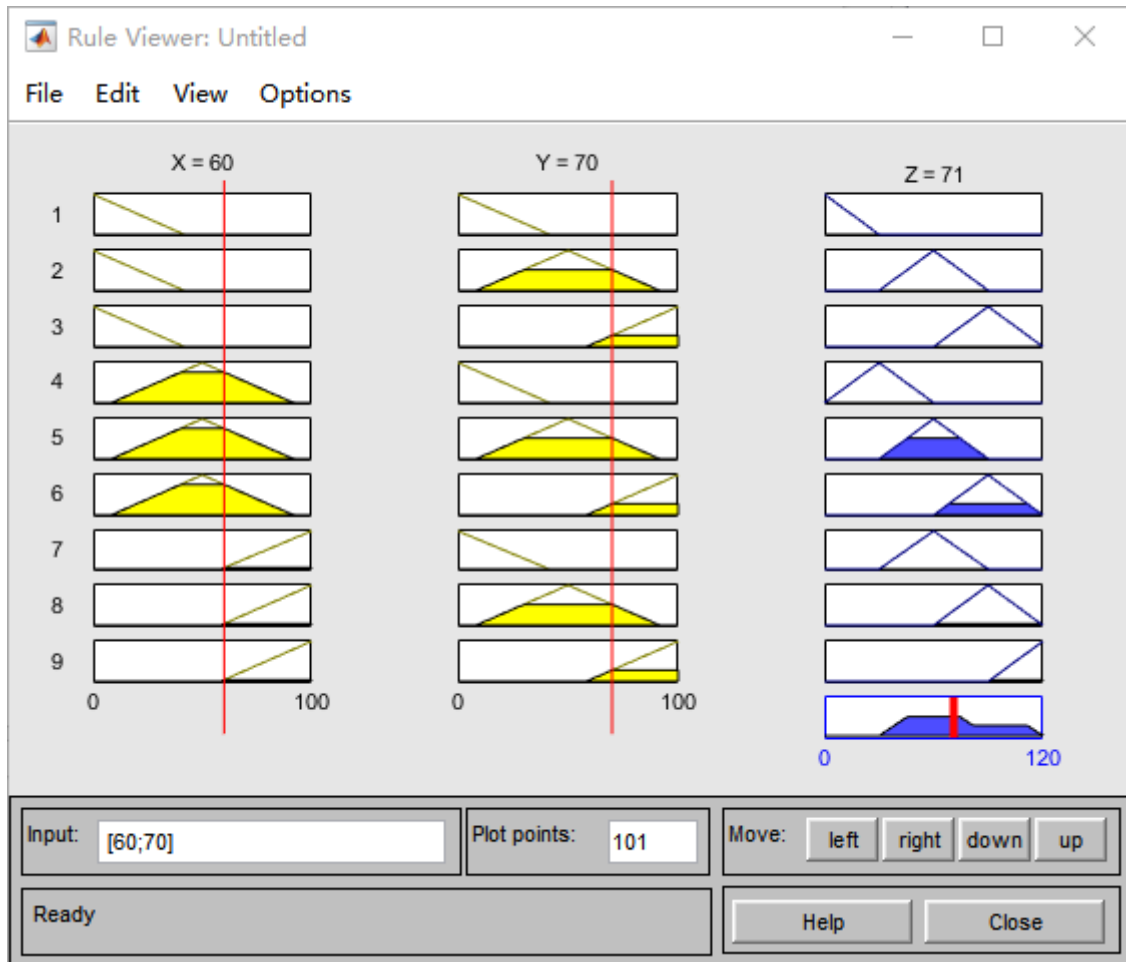 Rule Viewer: Untitled
File Edit View Options
X = 60 Y = 70 Z = 71
1
2
3
4
5
6
7
8
9
0 100 0 100
0 120
Input: [60;70] Plot points: 101 Move: left right down up
Ready Help Close